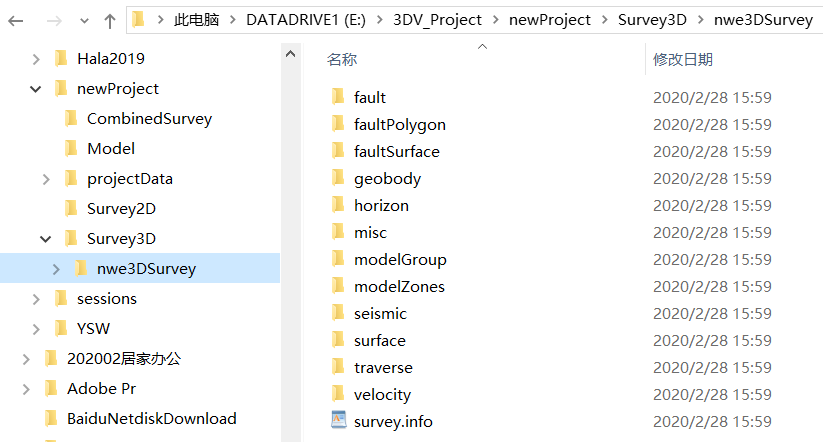 此电脑 > DATADRIVE1 (E:) > 3DV_Project > newProject > Survey3D > nwe3DSurvey
Hala2019
newProject
CombinedSurvey
Model
projectData
Survey2D
Survey3D
nwe3DSurvey
sessions
YSW
202002居家办公
Adobe Pr
BaiduNetdiskDownload
名称 修改日期
fault 2020/2/28 15:59
faultPolygon 2020/2/28 15:59
faultSurface 2020/2/28 15:59
geobody 2020/2/28 15:59
horizon 2020/2/28 15:59
misc 2020/2/28 15:59
modelGroup 2020/2/28 15:59
modelZones 2020/2/28 15:59
seismic 2020/2/28 15:59
surface 2020/2/28 15:59
traverse 2020/2/28 15:59
velocity 2020/2/28 15:59
survey.info 2020/2/28 15:59